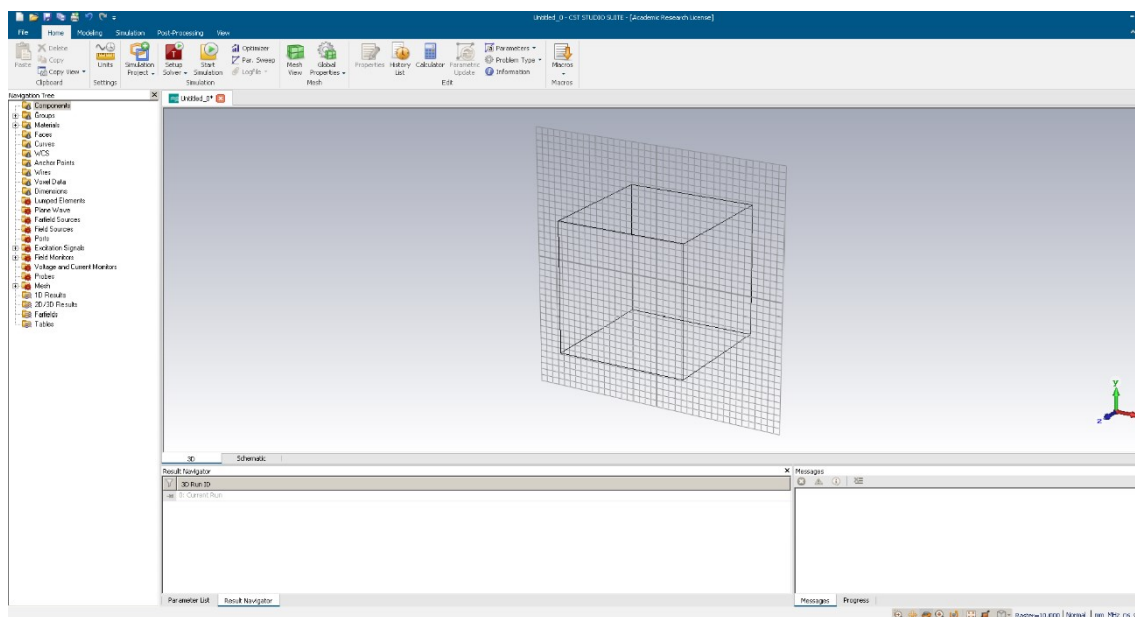 Untitled_0 - CST STUDIO SUITE - [Academic Research License]
File Home Modeling Simulation Post-Processing View
Paste
Delete
Copy
Copy View
Clipboard
Units
Settings
Simulation Project
Setup Solver
Start Simulation
Optimizer
Par. Sweep
Logfile
Simulation
Mesh View
Global Properties
Mesh
Properties
History List
Calculator
Parametric Update
Parameters
Problem Type
Information
Edit
Macros
Macros
Navigation Tree
Untitled_0*
Components
Groups
Materials
Faces
Curves
WCS
Anchor Points
Wires
Voxel Data
Dimensions
Lumped Elements
Plane Wave
Farfield Sources
Field Sources
Ports
Excitation Signals
Field Monitors
Voltage and Current Monitors
Probes
Mesh
1D Results
2D/3D Results
Farfields
Tables
y
z
3D Schematic
Result Navigator
3D Run ID
0: Current Run
Parameter List Result Navigator
Messages
Messages Progress
Raster=10.000 Normal mm MHz ns